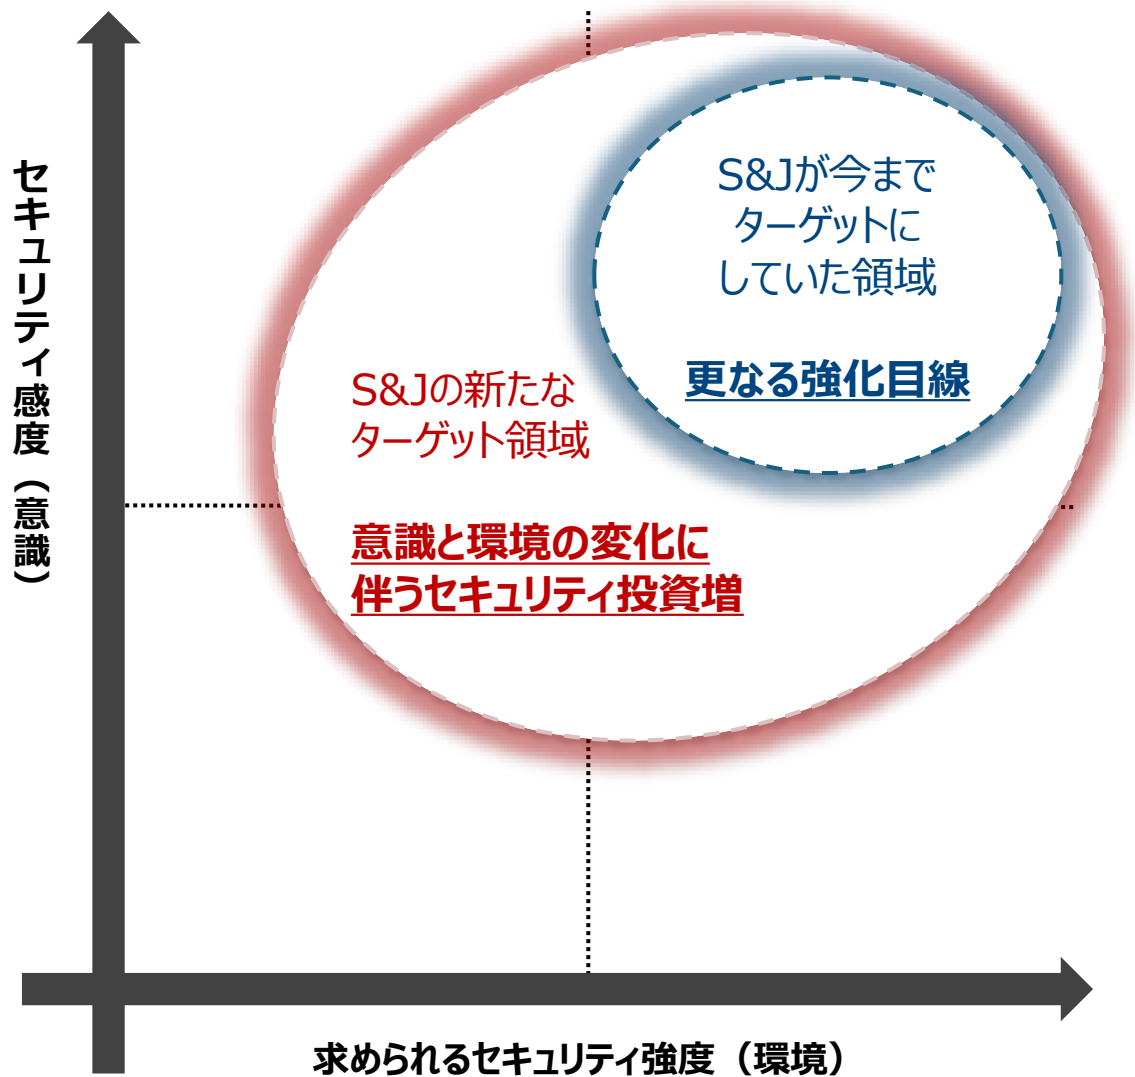 セキュリティ感度（意識）
S&Jが今まで
ターゲットに
していた領域
更なる強化目線
S&Jの新たな
ターゲット領域
意識と環境の変化に
伴うセキュリティ投資増
求められるセキュリティ強度（環境）